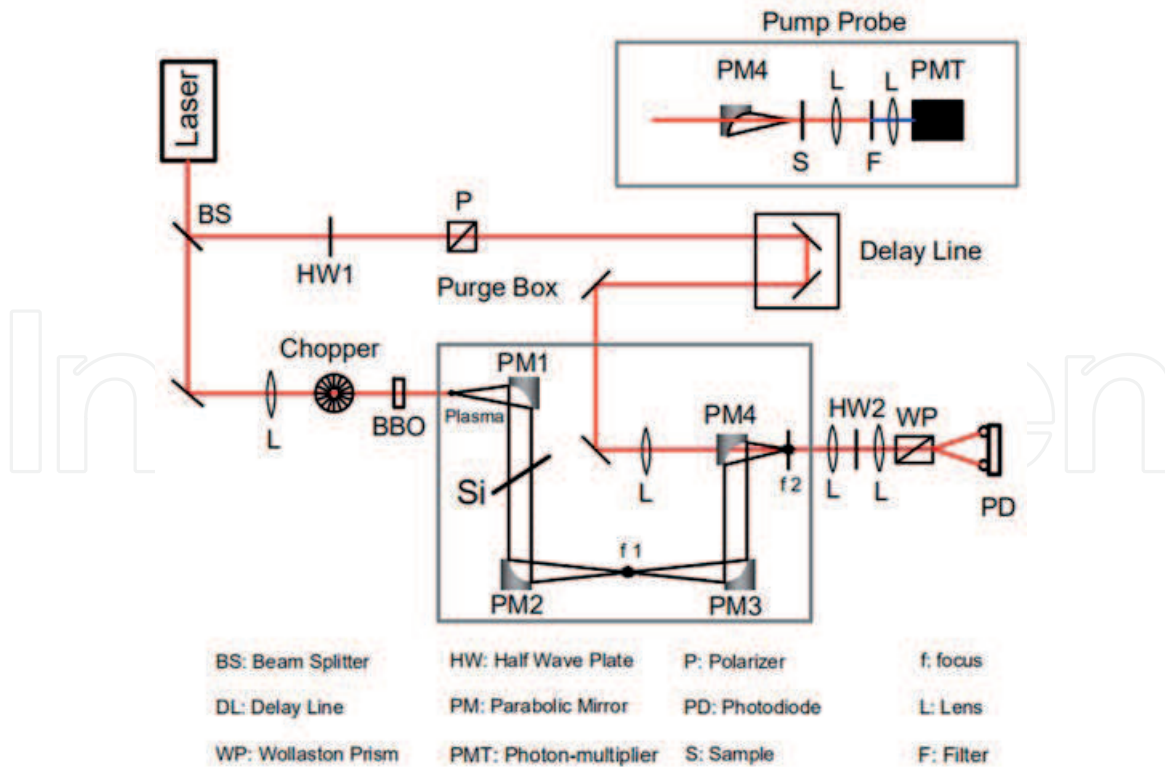 Pump Probe
PM4
L
L
PMT
S
F
Laser
BS
HW1
P
Delay Line
Purge Box
Chopper
L
BBO
Plasma
PM1
Si
PM2
f 1
PM3
PM4
L
f 2
HW2
L
L
WP
PD
BS: Beam Splitter HW: Half Wave Plate P: Polarizer f: focus
DL: Delay Line PM: Parabolic Mirror PD: Photodiode L: Lens
WP: Wollaston Prism PMT: Photon-multiplier S: Sample F: Filter